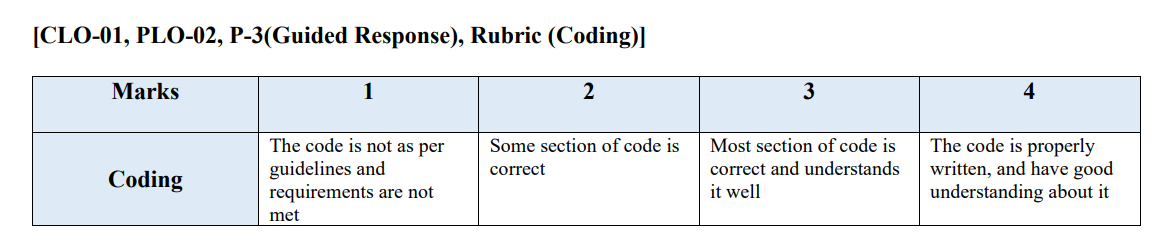 [CLO-01, PLO-02, P-3(Guided Response), Rubric (Coding)]
Marks 1 2 3 4
Coding
The code is not as per
guidelines and
requirements are not
met
Some section of code is
correct
Most section of code is
correct and understands
it well
The code is properly
written, and have good
understanding about it